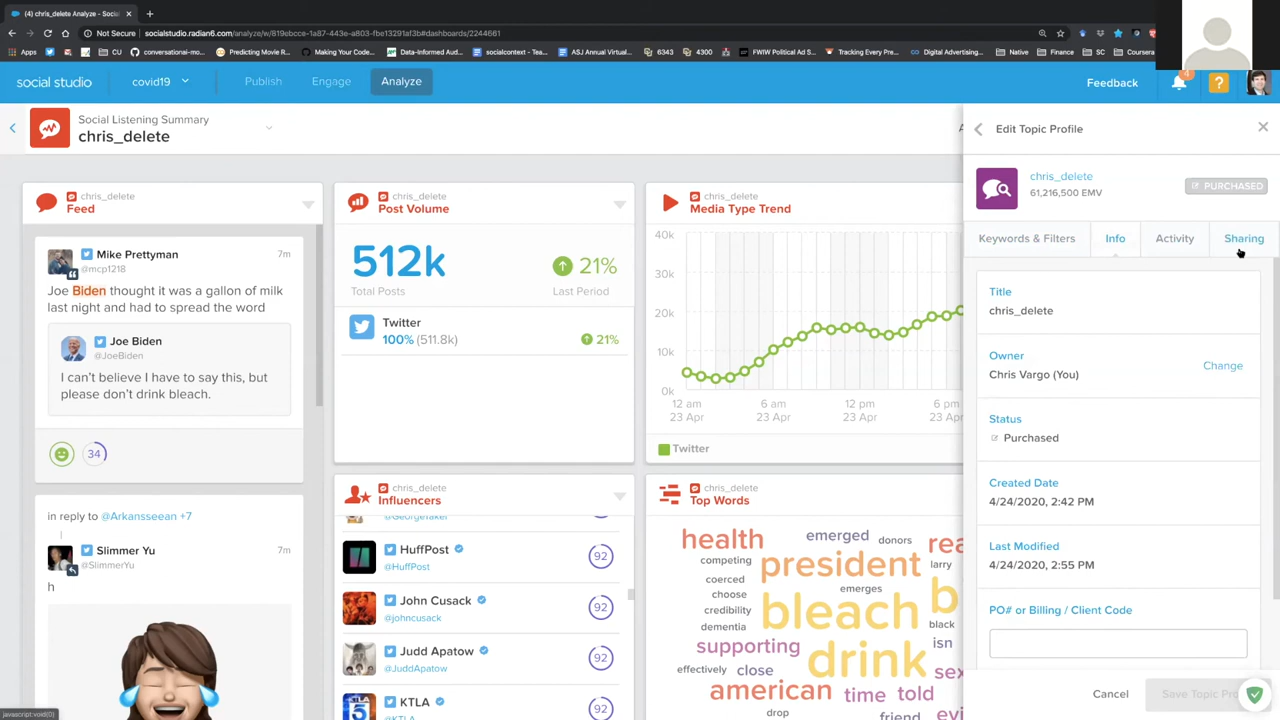 (4) chris_delete Analyze - Social
Not Secure | socialstudio.radian6.com/analyze/w/819ebcce-1a87-443e-a803-fbe13291af3b#dashboards/2244661
Apps CU conversational-mo... Predicting Movie R... Making Your Code... Data-Informed Aud... socialcontext - Tea... ASJ Annual Virtual... 6343 4300 FWIW Political Ad S... Tracking Every Pre... Digital Advertising... Native Finance SC Coursera
social studio covid19 Publish Engage Analyze Feedback 4 ?
Social Listening Summary
chris_delete
chris_delete
Feed
Mike Prettyman 7m
@mcp1218
Joe Biden thought it was a gallon of milk
last night and had to spread the word
Joe Biden
@JoeBiden
I can't believe I have to say this, but
please don't drink bleach.
34
in reply to @Arkansseean +7
Slimmer Yu 7m
@SlimmerYu
h
chris_delete
Post Volume
512k 21%
Total Posts Last Period
Twitter
100% (511.8k) 21%
chris_delete
Influencers
@GeorgeTakei
HuffPost 92
@HuffPost
John Cusack 92
@johncusack
Judd Apatow 92
@JuddApatow
KTLA 92
@KTLA
chris_delete
Media Type Trend
40k
30k
20k
10k
0k
12 am 6 am 12 pm 6 pm
23 Apr 23 Apr 23 Apr 23 Apr
Twitter
chris_delete
Top Words
health emerged donors
competing president larry
coerced emerges
choose bleach
credibility black
dementia
supporting drink isn
effectively close
american time told
drop friend
Edit Topic Profile
chris_delete
61,216,500 EMV PURCHASED
Keywords & Filters Info Activity Sharing
Title
chris_delete
Owner
Chris Vargo (You) Change
Status
Purchased
Created Date
4/24/2020, 2:42 PM
Last Modified
4/24/2020, 2:55 PM
PO# or Billing / Client Code
Cancel Save Topic Pro
javascript:void(0)